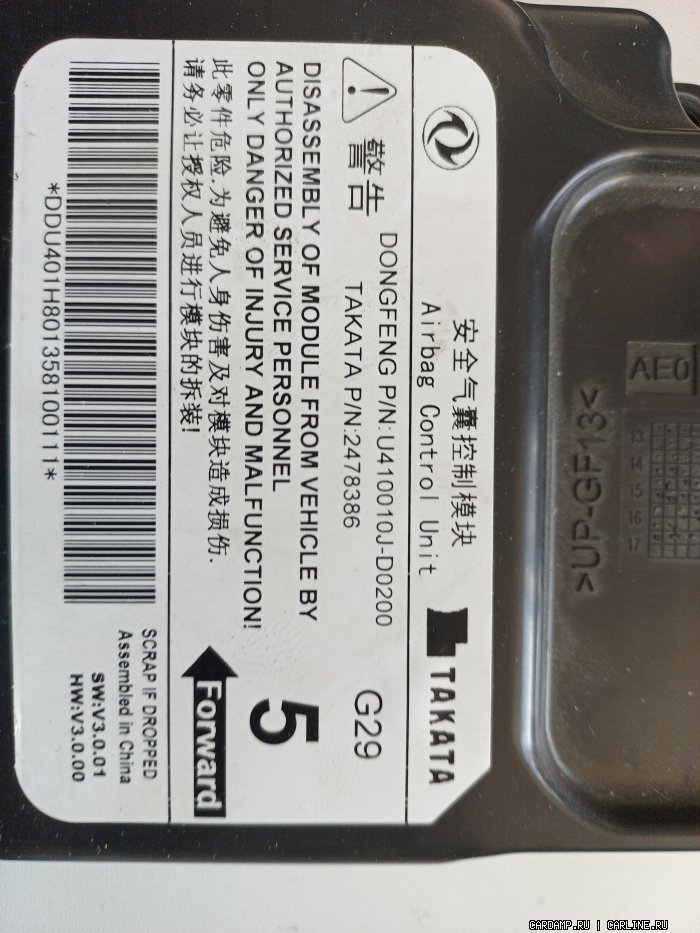 安全气囊控制模块
Airbag Control Unit
TAKATA
警告
DONGFENG P/N:U410010J-D0200
TAKATA P/N:2478386
G29
5
DISASSEMBLY OF MODULE FROM VEHICLE BY
AUTHORIZED SERVICE PERSONNEL
ONLY DANGER OF INJURY AND MALFUNCTION!
此零件危险.为避免人身伤害及对模块造成损伤.
请务必让授权人员进行模块的拆装!
Forward
*DDU401H801358100111*
SCRAP IF DROPPED
Assembled in China
SW:V3.0.01
HW:V3.0.00
AE0
>UP-GF13<
13
14
15
16
17
CARDAMP.RU | CARLINE.RU